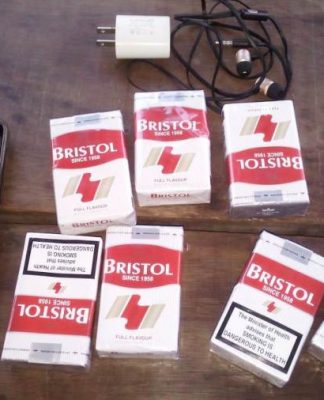 BRISTOL
SINCE 1958
FULL FLAVOUR
BRISTOL
SINCE 1958
FULL FLAVOUR
BRISTOL
SINCE 1958
The Minister of Health
advises that
SMOKING IS
DANGEROUS TO HEALTH
BRISTOL
SINCE 1958
BRISTOL
SINCE 1958
FULL FLAVOUR
BRISTOL
SINCE 1958
The Minister of Health
advises that
SMOKING IS
DANGEROUS TO HEALTH